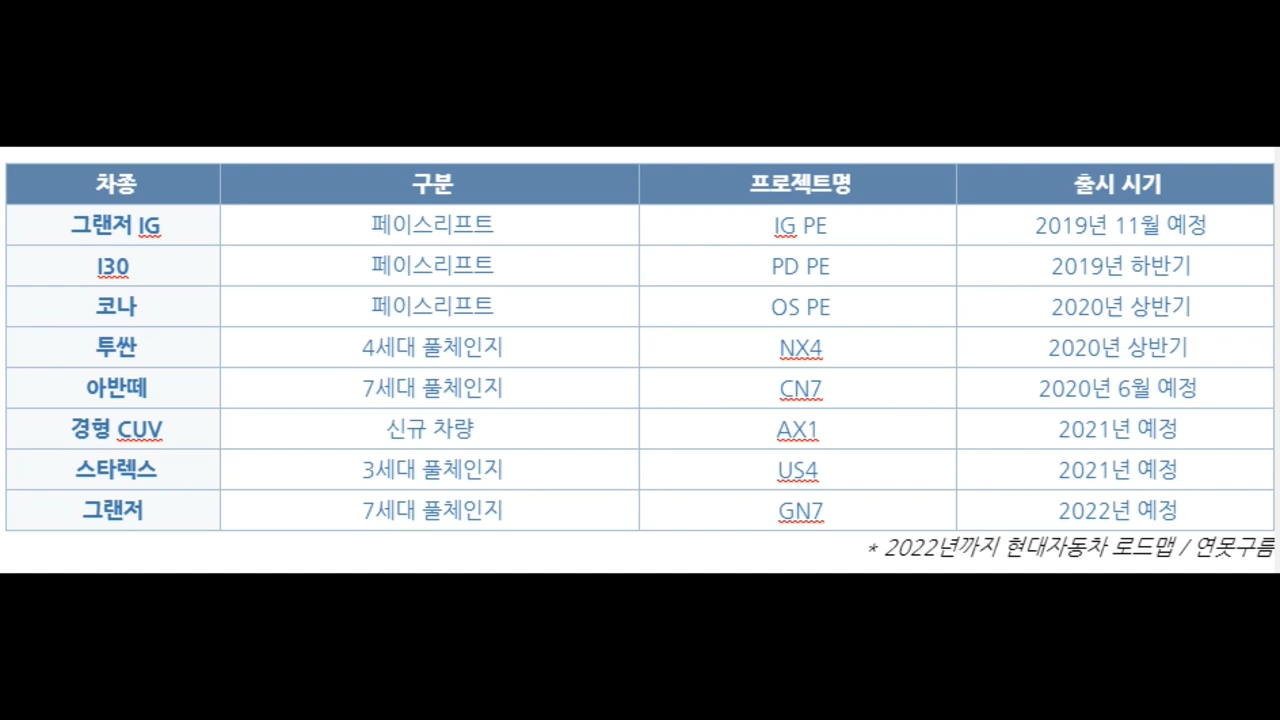 차종 구분 프로젝트명 출시 시기
그랜저 IG 페이스리프트 IG PE 2019년 11월 예정
I30 페이스리프트 PD PE 2019년 하반기
코나 페이스리프트 OS PE 2020년 상반기
투싼 4세대 풀체인지 NX4 2020년 상반기
아반떼 7세대 풀체인지 CN7 2020년 6월 예정
경형 CUV 신규 차량 AX1 2021년 예정
스타렉스 3세대 풀체인지 US4 2021년 예정
그랜저 7세대 풀체인지 GN7 2022년 예정
* 2022년까지 현대자동차 로드맵 / 연못구름